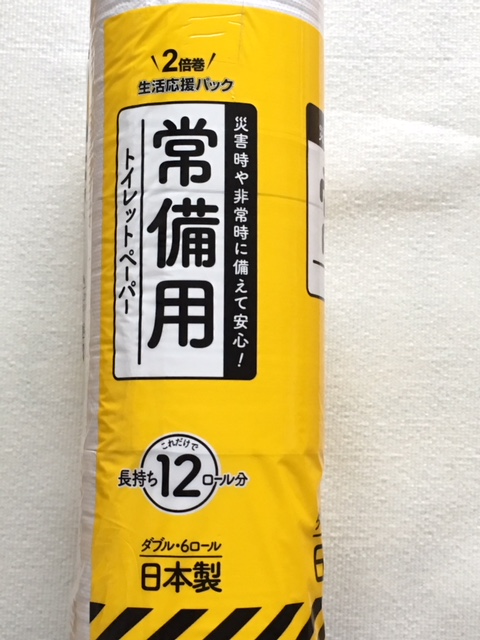 2倍巻
生活応援パック
災害時や非常時に備えて安心!
常備用
トイレットペーパー
これだけで
長持ち12ロール分
ダブル・6ロール
日本製